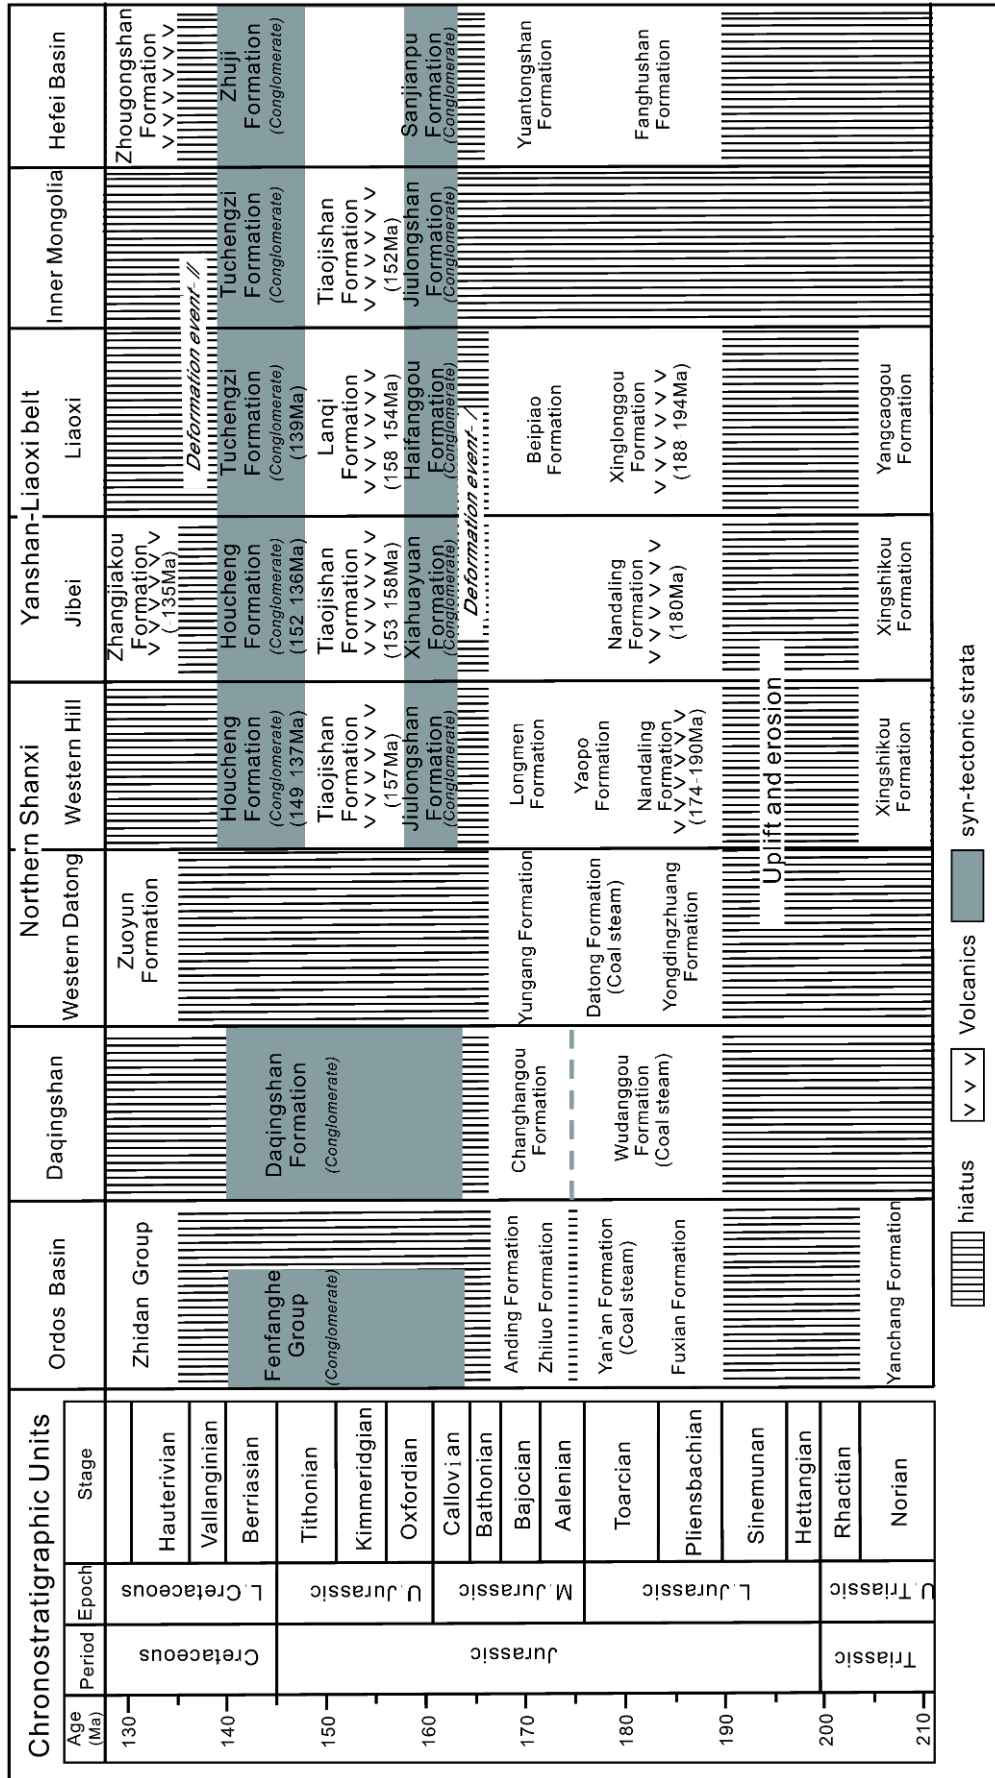 Chronostratigraphic Units
Age
(Ma)
Period
Epoch
Stage
130
140
150
160
170
180
190
200
210
Cretaceous
Jurassic
Triassic
L.Cretaceous
U.Jurassic
M.Jurassic
L.Jurassic
U.Triassic
Hauterivian
Vallanginian
Berriasian
Tithonian
Kimmeridgian
Oxfordian
Callovian
Bathonian
Bajocian
Aalenian
Toarcian
Pliensbachian
Sinemunan
Hettangian
Rhactian
Norian
Ordos Basin
Zhidan Group
Fenfanghe
Group
(Conglomerate)
Anding Formation
Zhiluo Formation
Yan'an Formation
(Coal steam)
Fuxian Formation
Yanchang Formation
Daqingshan
Daqingshan
Formation
(Conglomerate)
Changhangou
Formation
Wudanggou
Formation
(Coal steam)
Northern Shanxi
Western Datong
Zuoyun
Formation
Yungang Formation
Datong Formation
(Coal steam)
Yongdingzhuang
Formation
Western Hill
Houcheng
Formation
(Conglomerate)
(149 137Ma)
Tiaojishan
Formation
V V V V V V V
(157Ma)
Jiulongshan
Formation
(Conglomerate)
Longmen
Formation
Yaopo
Formation
Nandaling
Formation
V V V V V V V
(174-190Ma)
Uplift and erosion
Xingshikou
Formation
Yanshan-Liaoxi belt
Jibei
Zhangjiakou
Formation
V V V V V V V
(-135Ma)
Houcheng
Formation
(Conglomerate)
(152 136Ma)
Tiaojishan
Formation
V V V V V V V
(153 158Ma)
Xiahuayuan
Formation
(Conglomerate)
Deformation event- I
Nandaling
Formation
V V V V V V V
(180Ma)
Xingshikou
Formation
Liaoxi
Deformation event- II
Tuchengzi
Formation
(Conglomerate)
(139Ma)
Lanqi
Formation
V V V V V V V
(158 154Ma)
Haifanggou
Formation
(Conglomerate)
Beipiao
Formation
Xinglonggou
Formation
V V V V V V V
(188 194Ma)
Yangcaogou
Formation
Inner Mongolia
Tuchengzi
Formation
(Conglomerate)
Tiaojishan
Formation
V V V V V V V
(152Ma)
Jiulongshan
Formation
(Conglomerate)
Hefei Basin
Zhougongshan
Formation
V V V V V V V
Zhuji
Formation
(Conglomerate)
Sanjianpu
Formation
(Conglomerate)
Yuantongshan
Formation
Fanghushan
Formation
hiatus
V V V
Volcanics
syn-tectonic strata